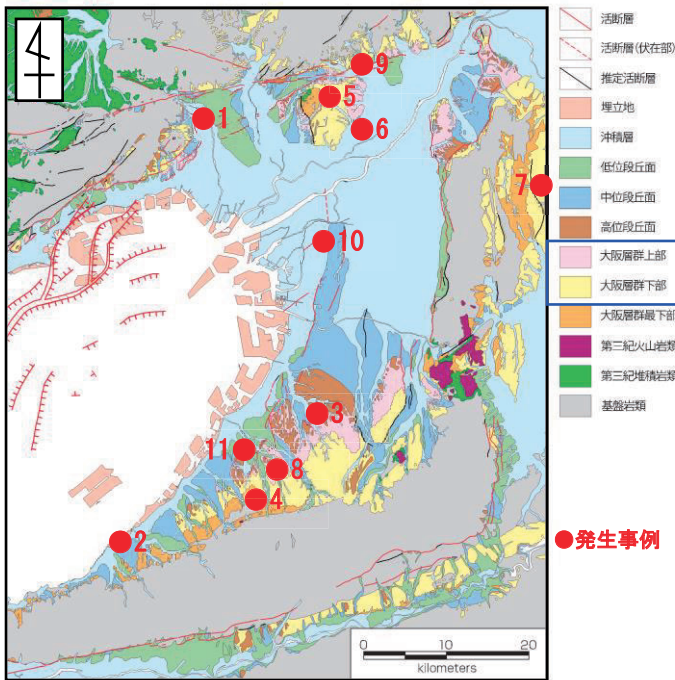 活断層
活断層(伏在部)
推定活断層
埋立地
沖積層
低位段丘面
中位段丘面
高位段丘面
大阪層群上部
大阪層群下部
大阪層群最下部
第三紀火山岩類
第三紀堆積岩類
基盤岩類
●発生事例
9
5
1
6
7
10
3
11
8
4
2
0 10 20
kilometers